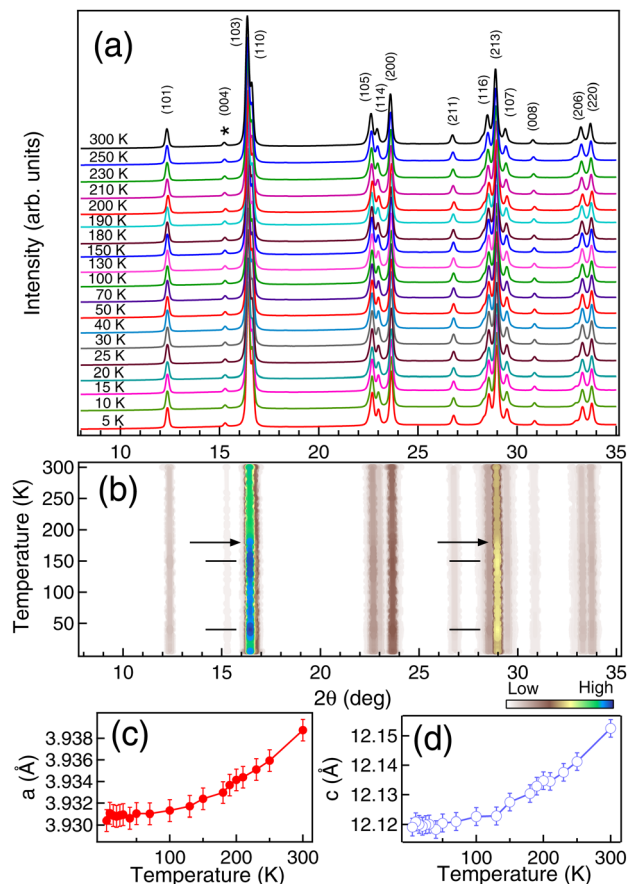 (a)
(101)
*
(004)
(103)
(110)
(105)
(114)
(200)
(211)
(116)
(213)
(107)
(008)
(206)
(220)
Intensity (arb. units)
300 K
250 K
230 K
210 K
200 K
190 K
180 K
150 K
130 K
100 K
70 K
50 K
40 K
30 K
25 K
20 K
15 K
10 K
5 K
10 15 20 25 30 35
(b)
Temperature (K)
300
250
200
150
100
50
10 15 20 25 30 35
2θ (deg)
Low High
(c)
a (Å)
3.938
3.936
3.934
3.932
3.930
100 200 300
Temperature (K)
(d)
c (Å)
12.15
12.14
12.13
12.12
100 200 300
Temperature (K)